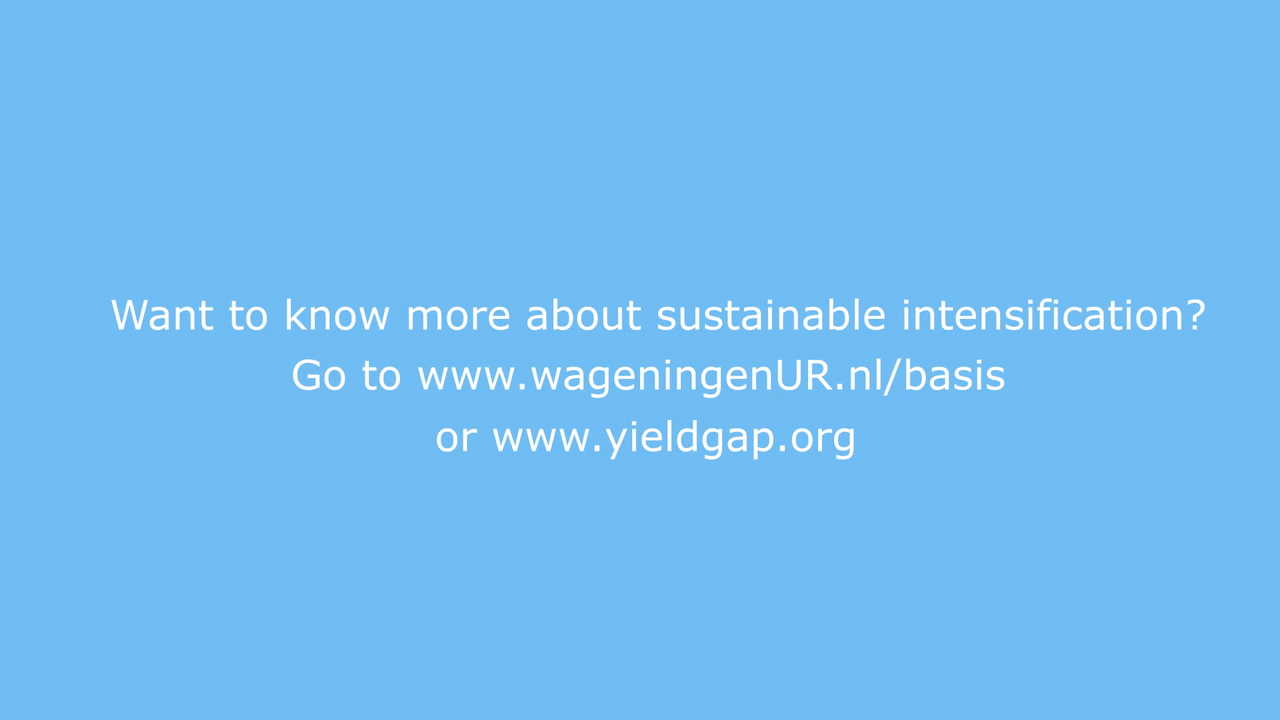 Want to know more about sustainable intensification?
Go to www.wageningenUR.nl/basis
or www.yieldgap.org